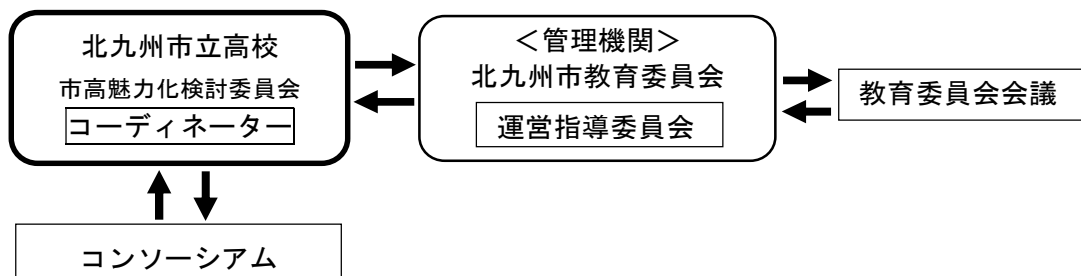 北九州市立高校
市高魅力化検討委員会
コーディネーター
＜管理機関＞
北九州市教育委員会
運営指導委員会
教育委員会会議
コンソーシアム